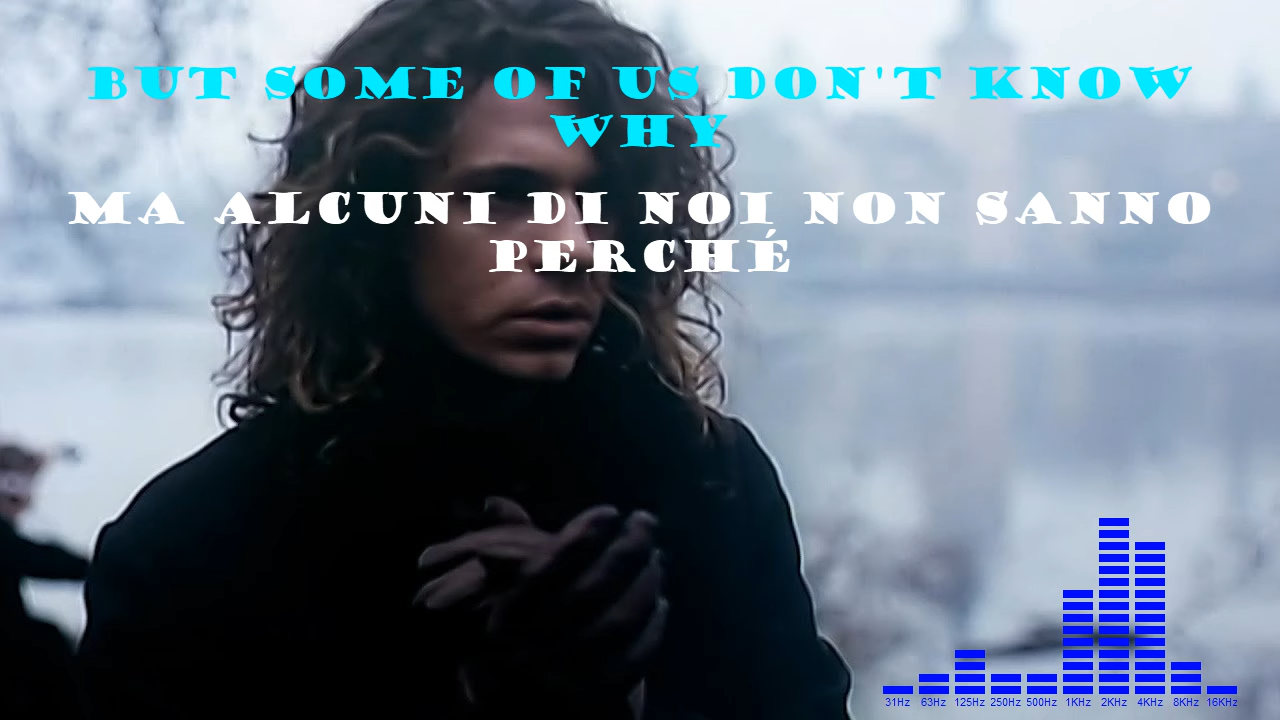 BUT SOME OF US DON'T KNOW
WHY
MA ALCUNI DI NOI NON SANNO
PERCHÉ
31Hz 63Hz 125Hz 250Hz 500Hz 1KHz 2KHz 4KHz 8KHz 16KHz